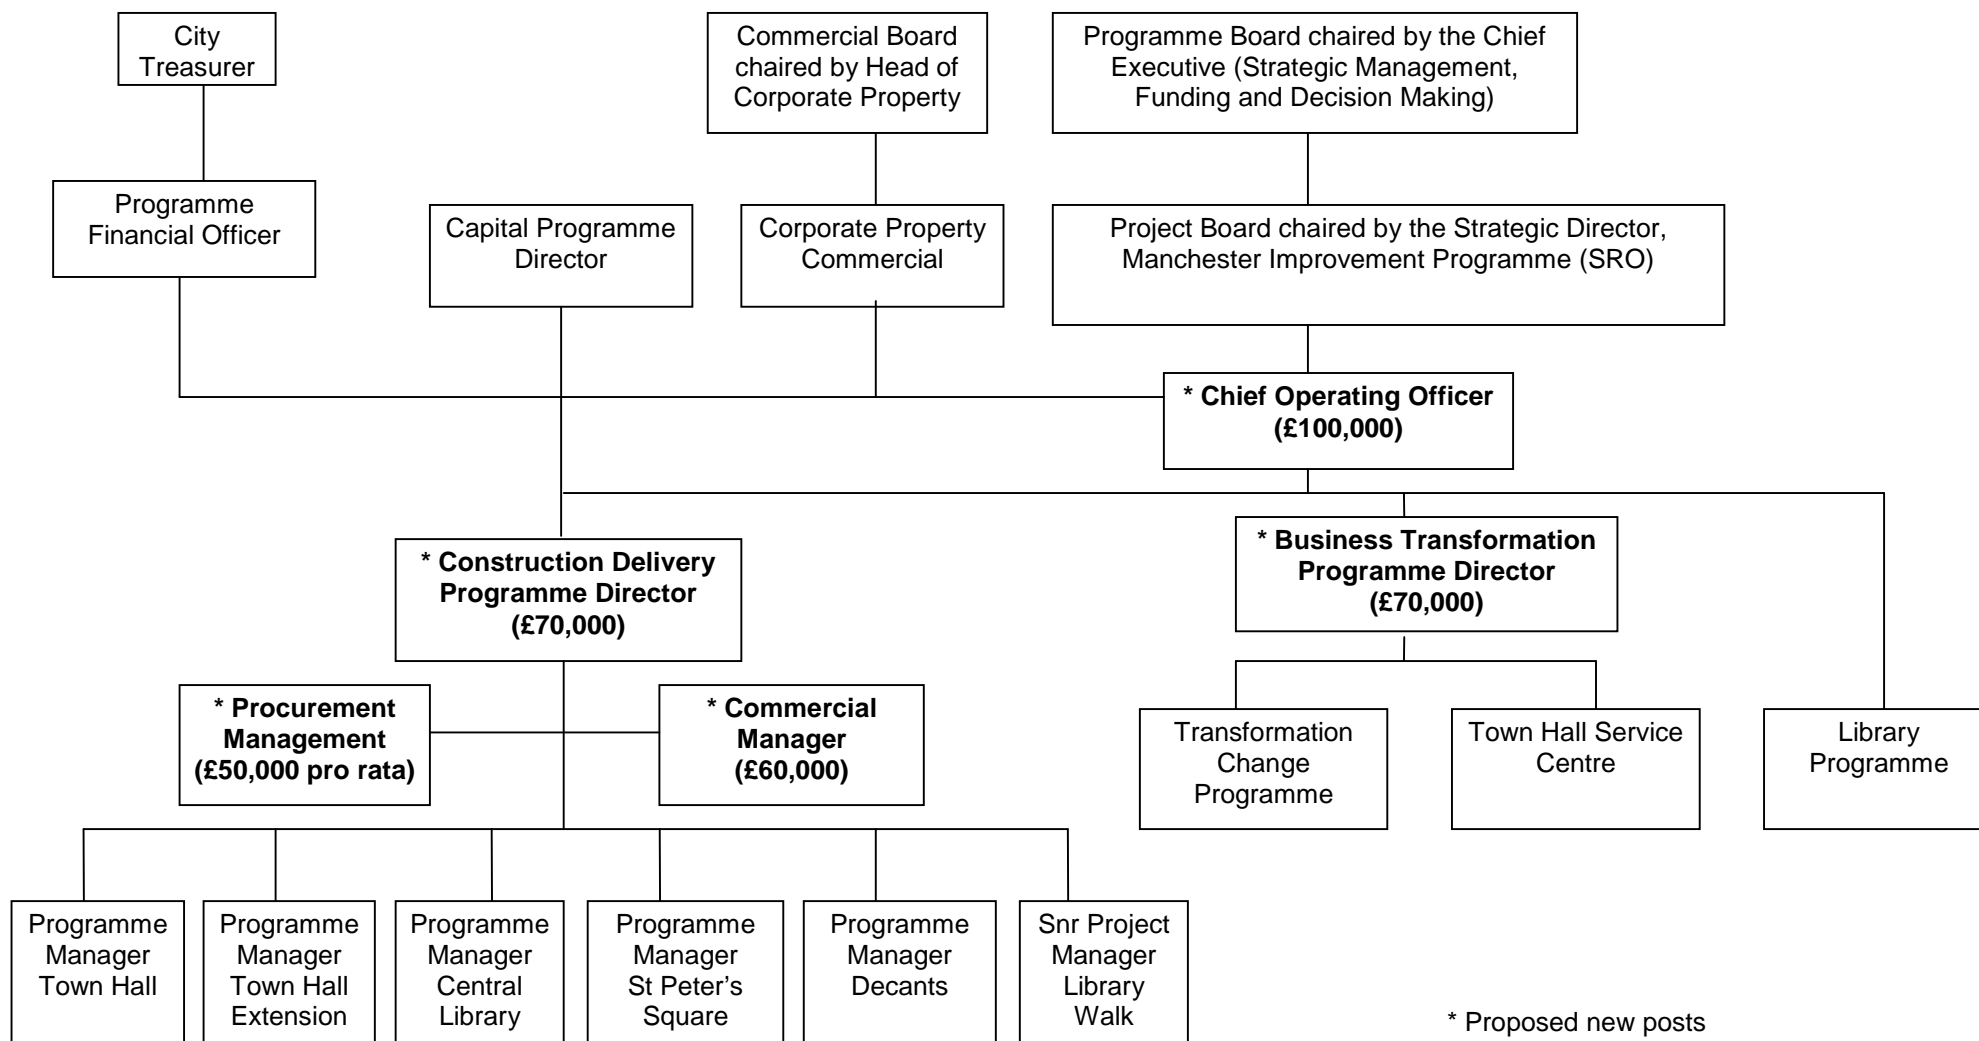 City
Treasurer
Commercial Board
chaired by Head of
Corporate Property
Programme Board chaired by the Chief
Executive (Strategic Management,
Funding and Decision Making)
Programme
Financial Officer
Capital Programme
Director
Corporate Property
Commercial
Project Board chaired by the Strategic Director,
Manchester Improvement Programme (SRO)
* Chief Operating Officer
(£100,000)
* Construction Delivery
Programme Director
(£70,000)
* Business Transformation
Programme Director
(£70,000)
* Procurement
Management
(£50,000 pro rata)
* Commercial
Manager
(£60,000)
Transformation
Change
Programme
Town Hall Service
Centre
Library
Programme
Programme
Manager
Town Hall
Programme
Manager
Town Hall
Extension
Programme
Manager
Central
Library
Programme
Manager
St Peter’s
Square
Programme
Manager
Decants
Snr Project
Manager
Library
Walk
* Proposed new posts